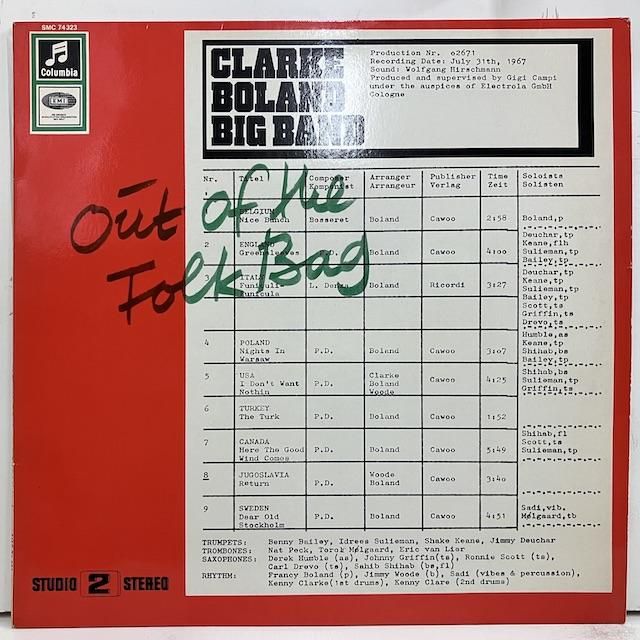 SMC 74323
Columbia
EMI
CLARKE
BOLAND
BIG BAND
Production Nr. o2671
Recording Date: July 31th, 1967
Sound: Wolfgang Hirschmann
Produced and supervised by Gigi Campi
under the auspices of Electrola GmbH
Cologne
Out of the
Folk Bag
Nr. Titel Composer Komponist Arranger Arrangeur Publisher Verlag Time Zeit Soloists Solisten
BELGIUM Nice Bunch Bosseret Boland Cawoo 2:58 Boland,p
2 ENGLAND Greensleeves P.D. Boland Cawoo 4:oo Deuchar,tp Keane,flh Sulieman,tp Bailey,tp
3 ITALY Funiculi Funicula L. Denza Boland Ricordi 3:27 Deuchar,tp Keane,tp Sulieman,tp Bailey,tp Scott,ts Griffin,ts Drevo,ts
4 POLAND Nights In Warsaw P.D. Boland Cawoo 3:o7 Humble,as Keane,tp Shihab,bs Bailey,tp
5 USA I Don't Want Nothin P.D. Clarke Boland Woode Cawoo 4:25 Shihab,bs Sulieman,tp Griffin,ts
6 TURKEY The Turk P.D. Boland Cawoo 1:52
7 CANADA Here The Good Wind Comes P.D. Boland Cawoo 5:49 Shihab,fl Scott,ts Sulieman,tp
8 JUGOSLAVIA Return P.D. Woode Boland Cawoo 3:4o
9 SWEDEN Dear Old Stockholm P.D. Boland Cawoo 4:51 Sadi,vib. Mølgaard,tb
TRUMPETS: Benny Bailey, Idrees Sulieman, Shake Keane, Jimmy Deuchar
TROMBONES: Nat Peck, Torolf Mølgaard, Eric van Lier
SAXOPHONES: Derek Humble (as), Johnny Griffin(ts), Ronnie Scott (ts),
Carl Drevo (ts), Sahib Shihab (bs,fl)
RHYTHM: Francy Boland (p), Jimmy Woode (b), Sadi (vibes & percussion),
Kenny Clarke(1st drums), Kenny Clare (2nd drums)
STUDIO 2 STEREO